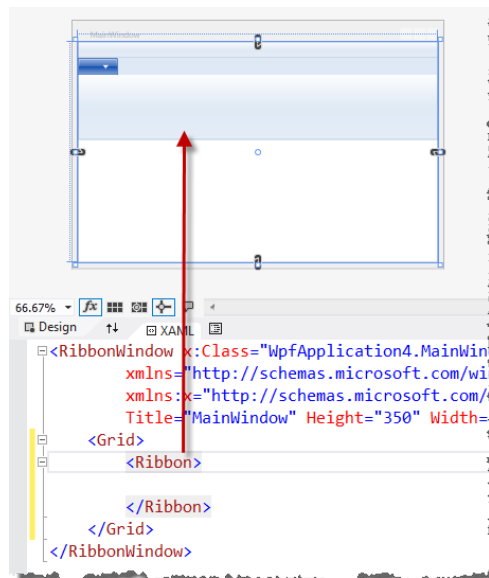 MainWindow
66.67% fx
Design XAML
<RibbonWindow x:Class="WpfApplication4.MainWin
xmlns="http://schemas.microsoft.com/wi
xmlns:x="http://schemas.microsoft.com/
Title="MainWindow" Height="350" Width=
<Grid>
<Ribbon>
</Ribbon>
</Grid>
</RibbonWindow>